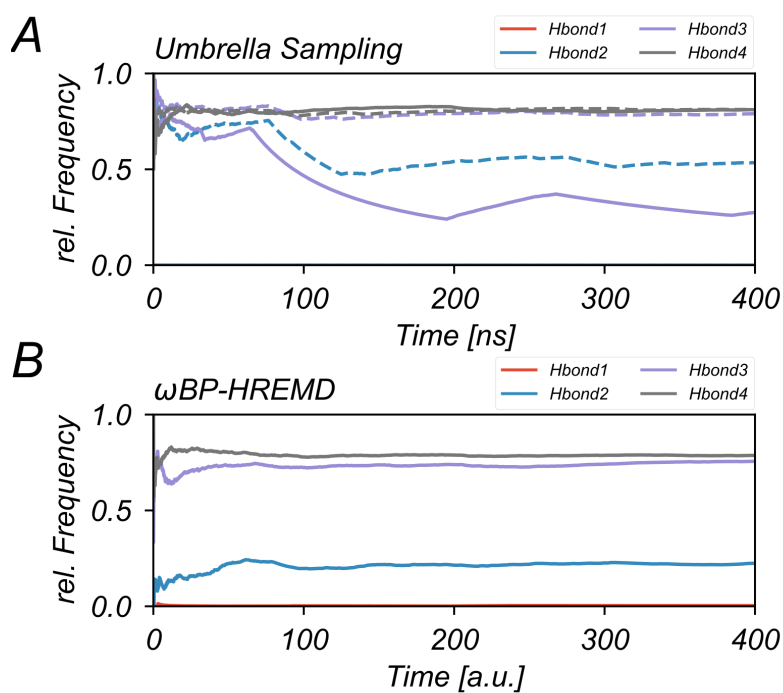 A
Umbrella Sampling
Hbond1 Hbond3
Hbond2 Hbond4
rel. Frequency
1.0
0.5
0.0
0 100 200 300 400
Time [ns]
B
ωBP-HREMD
Hbond1 Hbond3
Hbond2 Hbond4
rel. Frequency
1.0
0.5
0.0
0 100 200 300 400
Time [a.u.]